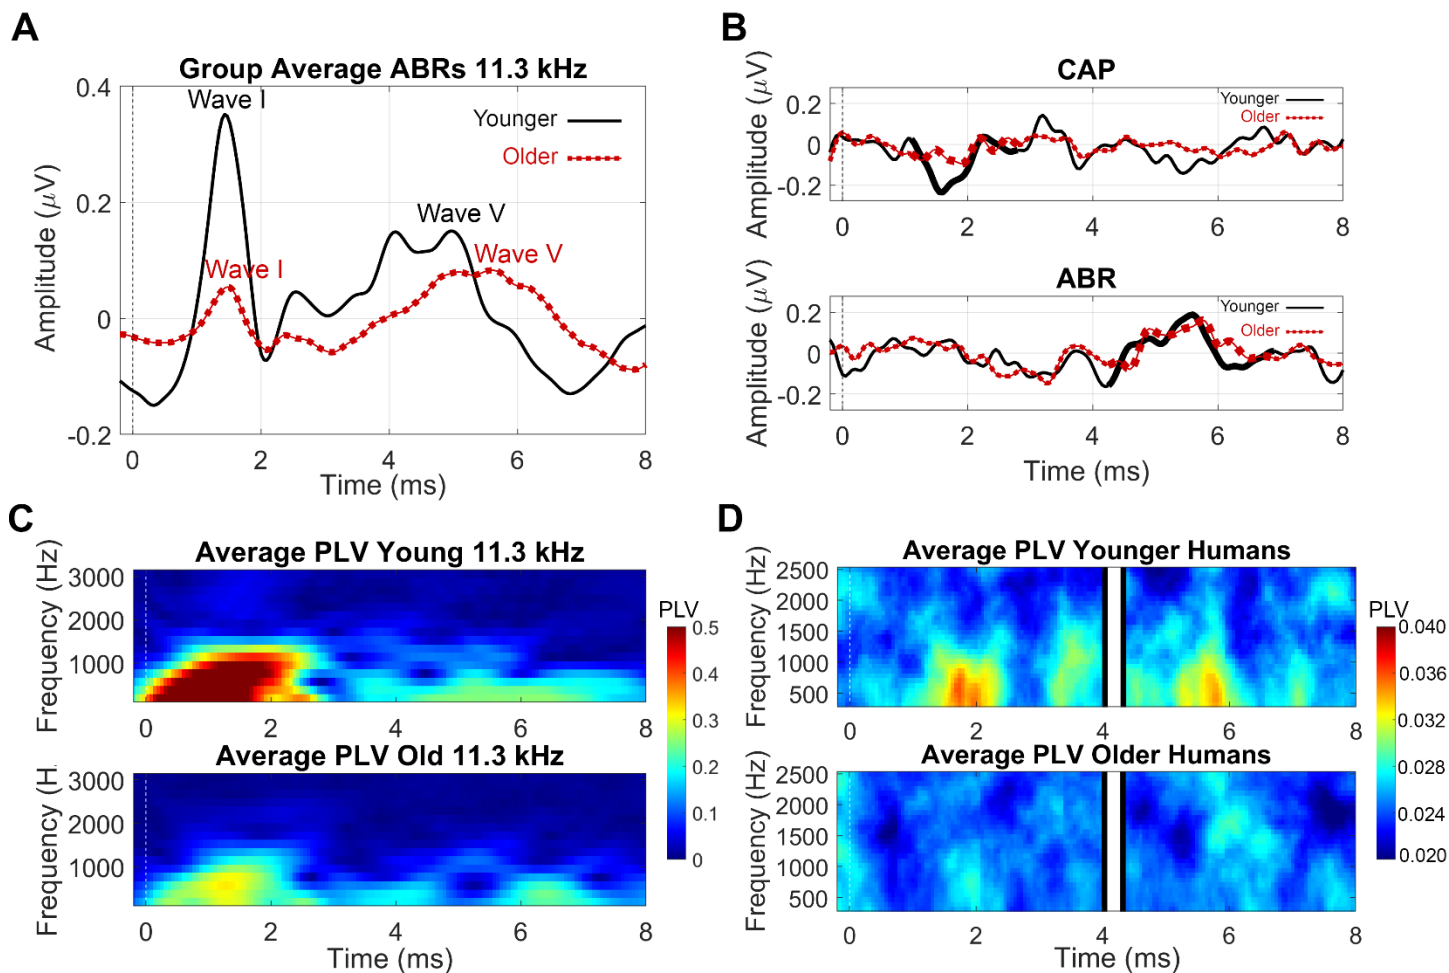 A
Group Average ABRs 11.3 kHz
Amplitude (μV)
0.4
0.2
0
-0.2
Wave I
Younger
Older
Wave V
Wave I
Wave V
0 2 4 6 8
Time (ms)
B
CAP
Amplitude (μV)
0.2
0
-0.2
Younger
Older
0 2 4 6 8
ABR
Amplitude (μV)
0.2
0
-0.2
Younger
Older
0 2 4 6 8
Time (ms)
C
Average PLV Young 11.3 kHz
Frequency (Hz)
3000
2000
1000
0 2 4 6 8
Average PLV Old 11.3 kHz
Frequency (H.
3000
2000
1000
0 2 4 6 8
Time (ms)
PLV
0.5
0.4
0.3
0.2
0.1
0
D
Average PLV Younger Humans
Frequency (Hz)
2500
2000
1500
1000
500
0 2 4 6 8
Average PLV Older Humans
Frequency (Hz)
2500
2000
1500
1000
500
0 2 4 6 8
Time (ms)
PLV
0.040
0.036
0.032
0.028
0.024
0.020